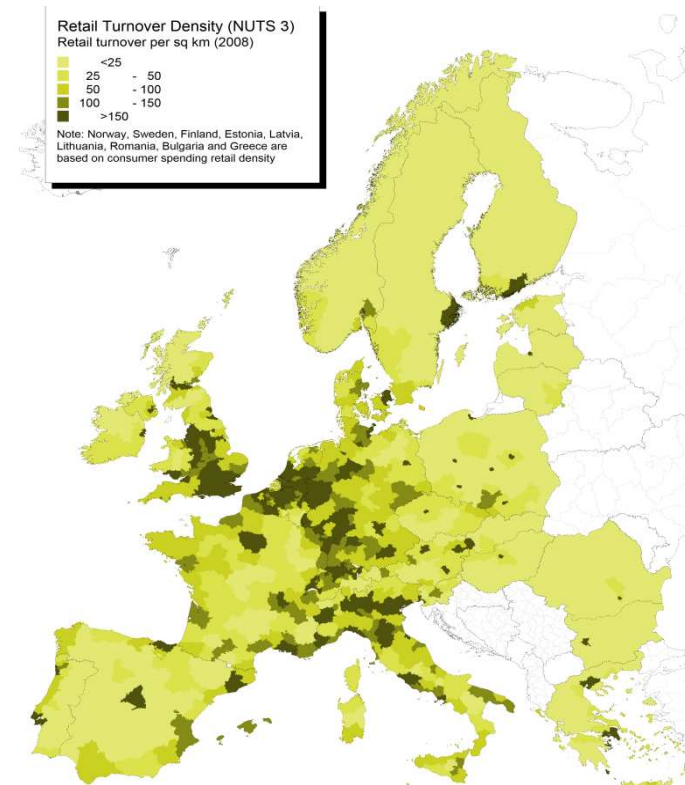 Retail Turnover Density (NUTS 3)
Retail turnover per sq km (2008)
<25
25 - 50
50 - 100
100 - 150
>150
Note: Norway, Sweden, Finland, Estonia, Latvia,
Lithuania, Romania, Bulgaria and Greece are
based on consumer spending retail density